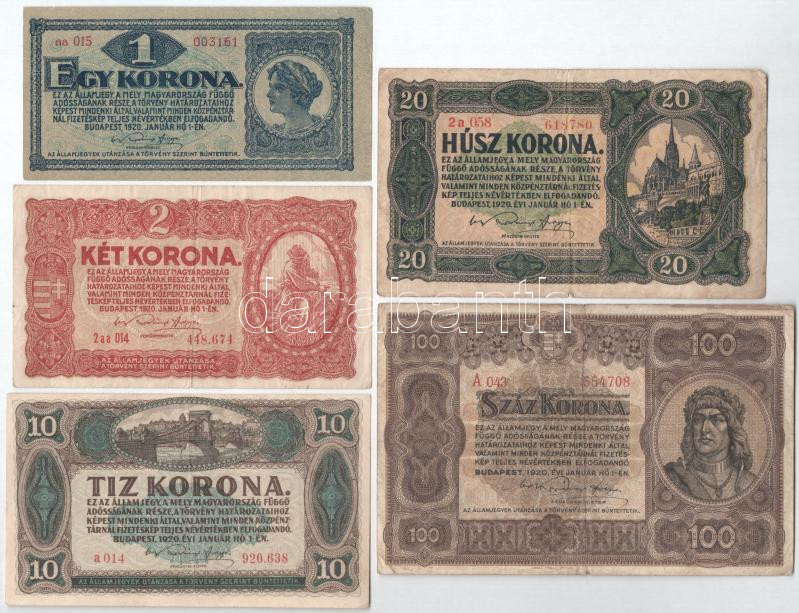 na 015 003161
1
EGY KORONA.
EZ AZ ÁLLAMJEGY, A MELY MAGYARORSZÁG FÜGGŐ
ADÓSSÁGÁNAK RÉSZE, A TÖRVÉNY HATÁROZATAIHOZ
KÉPEST MINDENKI ÁLTAL, VALAMINT MINDEN KÖZPÉNZTÁR-
NÁL FIZETÉSKÉP TELJES NÉVÉRTÉKBEN ELFOGADANDÓ.
BUDAPEST, 1920. JANUÁR HÓ 1-ÉN.
AZ ÁLLAMJEGYEK UTÁNZÁSA A TÖRVÉNY SZERINT BÜNTETTETIK.
2
KÉT KORONA.
EZ AZ ÁLLAMJEGY, A MELY MAGYARORSZÁG
FÜGGŐ ADÓSSÁGÁNAK RÉSZE, A TÖRVÉNY
HATÁROZATAIHOZ KÉPEST MINDENKI ÁLTAL,
VALAMINT MINDEN KÖZPÉNZTÁRNÁL FIZE-
TÉSKÉP TELJES NÉVÉRTÉKBEN ELFOGADANDÓ.
BUDAPEST, 1920. JANUÁR HÓ 1-ÉN.
2aa 014 448.674
AZ ÁLLAMJEGYEK UTÁNZÁSA
A TÖRVÉNY SZERINT BÜNTETTETIK.
10 10
TIZ KORONA.
EZ AZ ÁLLAMJEGY, A MELY MAGYARORSZÁG FÜGGŐ
ADÓSSÁGÁNAK RÉSZE, A TÖRVÉNY HATÁROZATAIHOZ
KÉPEST MINDENKI ÁLTAL, VALAMINT MINDEN KÖZPÉNZ-
TÁRNÁL FIZETÉSKÉP TELJES NÉVÉRTÉKBEN ELFOGADANDÓ.
BUDAPEST, 1920. ÉVI JANUÁR HÓ 1-ÉN.
a 014 920.638
10 10
AZ ÁLLAMJEGYEK UTÁNZÁSA A TÖRVÉNY SZERINT BÜNTETTETIK.
20 20
2a 058 618780
HÚSZ KORONA.
EZ AZ ÁLLAMJEGY, A MELY MAGYARORSZÁG
FÜGGŐ ADÓSSÁGÁNAK RÉSZE, A TÖRVÉNY
HATÁROZATAIHOZ KÉPEST MINDENKI ÁLTAL,
VALAMINT MINDEN KÖZPÉNZTÁRNÁL FIZETÉS-
KÉP TELJES NÉVÉRTÉKBEN ELFOGADANDÓ.
BUDAPEST, 1920. ÉVI JANUÁR HÓ 1-ÉN.
20 20
AZ ÁLLAMJEGYEK UTÁNZÁSA A TÖRVÉNY SZERINT BÜNTETTETIK.
100 100
A 043 554708
SZÁZ KORONA.
EZ AZ ÁLLAMJEGY, A MELY MAGYARORSZÁG
FÜGGŐ ADÓSSÁGÁNAK RÉSZE, A TÖRVÉNY
HATÁROZATAIHOZ KÉPEST MINDENKI ÁLTAL,
VALAMINT MINDEN KÖZPÉNZTÁRNÁL FIZETÉS-
KÉP TELJES NÉVÉRTÉKBEN ELFOGADANDÓ.
BUDAPEST, 1920. ÉVI JANUÁR HÓ 1-ÉN.
AZ ÁLLAMJEGYEK UTÁNZÁSA A TÖRVÉNY SZERINT BÜNTETTETIK.
100 100
darabanth